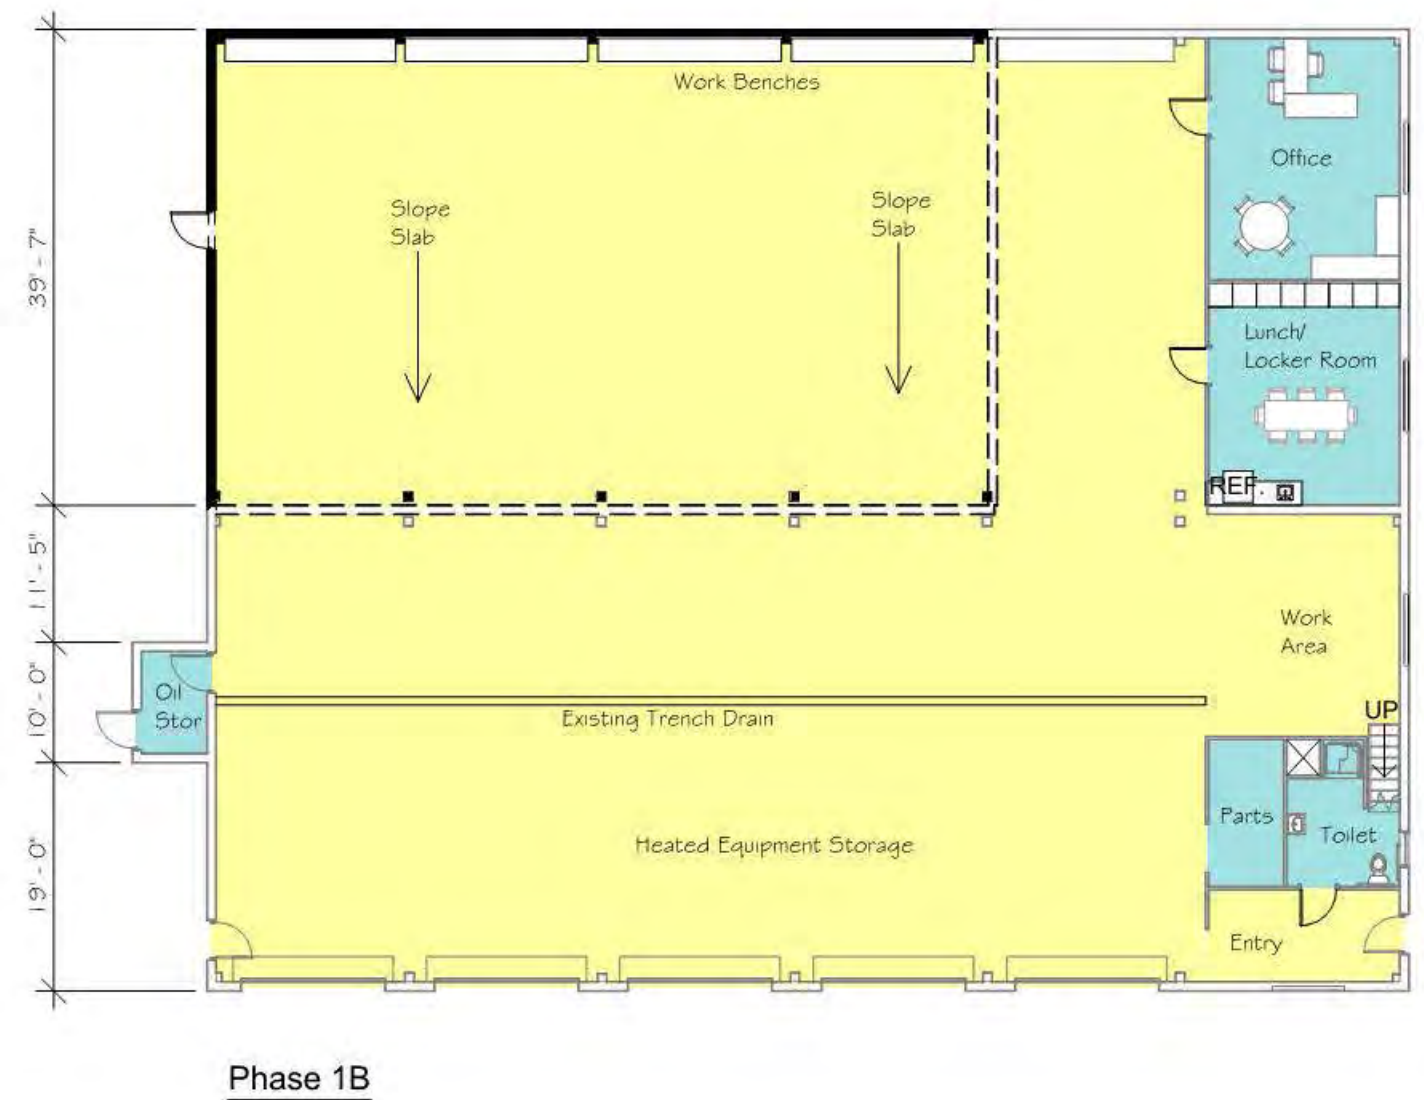 Work Benches
Office
Slope
Slab
Slope
Slab
39' - 7"
Lunch/
Locker Room
REF.
11' - 5"
Work
Area
10' - 0"
Oil
Stor
Existing Trench Drain
UP
Parts
Toilet
Heated Equipment Storage
19' - 0"
Entry
Phase 1B